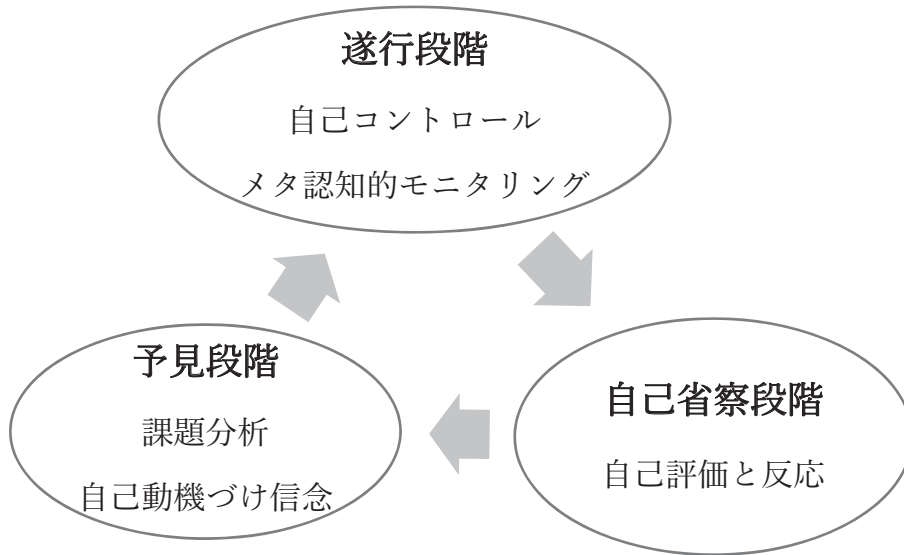 遂行段階
自己コントロール
メタ認知的モニタリング
予見段階
課題分析
自己動機づけ信念
自己省察段階
自己評価と反応